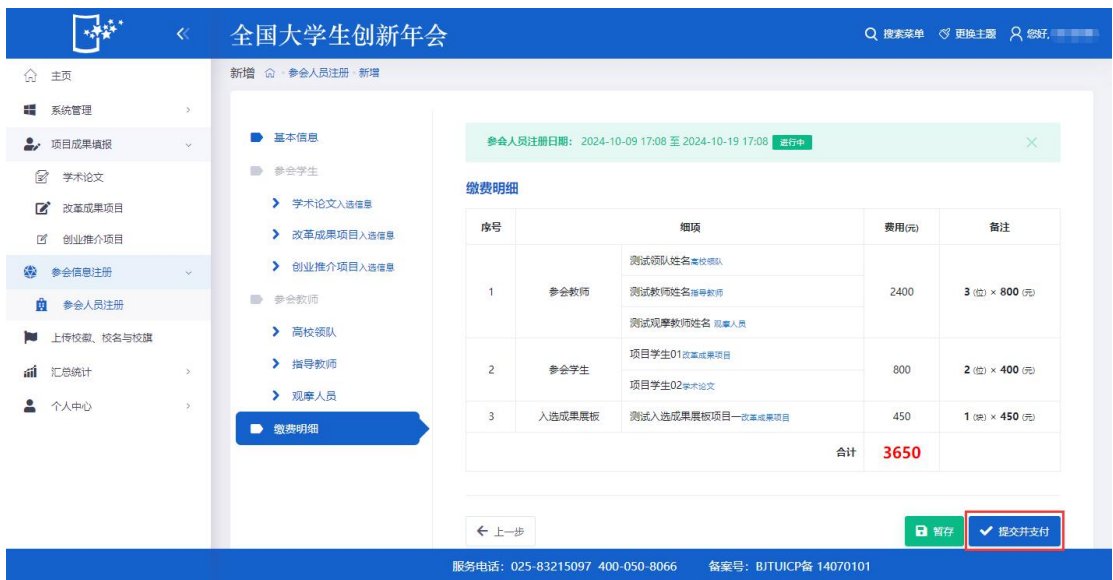 全国大学生创新年会
搜索菜单 更换主题 您好,
主页
系统管理
项目成果填报
学术论文
改革成果项目
创业推介项目
参会信息注册
参会人员注册
上传校徽、校名与校旗
汇总统计
个人中心
新增 参会人员注册 新增
基本信息
参会学生
学术论文入选信息
改革成果项目入选信息
创业推介项目入选信息
参会教师
高校领队
指导教师
观摩人员
缴费明细
参会人员注册日期： 2024-10-09 17:08 至 2024-10-19 17:08 进行中
缴费明细
序号 细项 费用(元) 备注
1 参会教师 测试领队姓名高校领队 2400 3 (位) × 800 (元)
测试教师姓名指导教师
测试观摩教师姓名 观摩人员
2 参会学生 项目学生01改革成果项目 800 2 (位) × 400 (元)
项目学生02学术论文
3 入选成果展板 测试入选成果展板项目一改革成果项目 450 1 (块) × 450 (元)
合计 3650
上一步 暂存 提交并支付
服务电话：025-83215097 400-050-8066 备案号：BJTUICP备 14070101